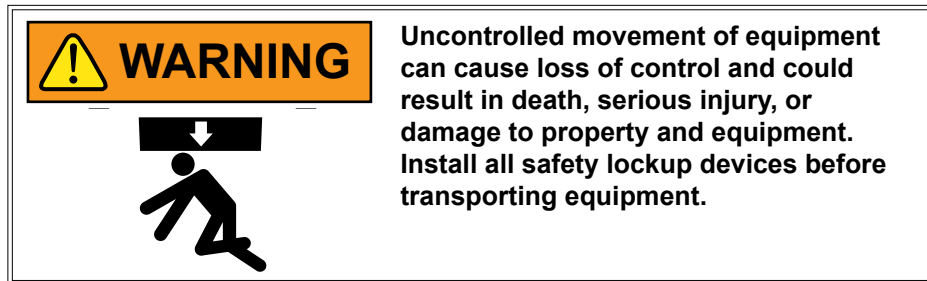 WARNING
Uncontrolled movement of equipment
can cause loss of control and could
result in death, serious injury, or
damage to property and equipment.
Install all safety lockup devices before
transporting equipment.